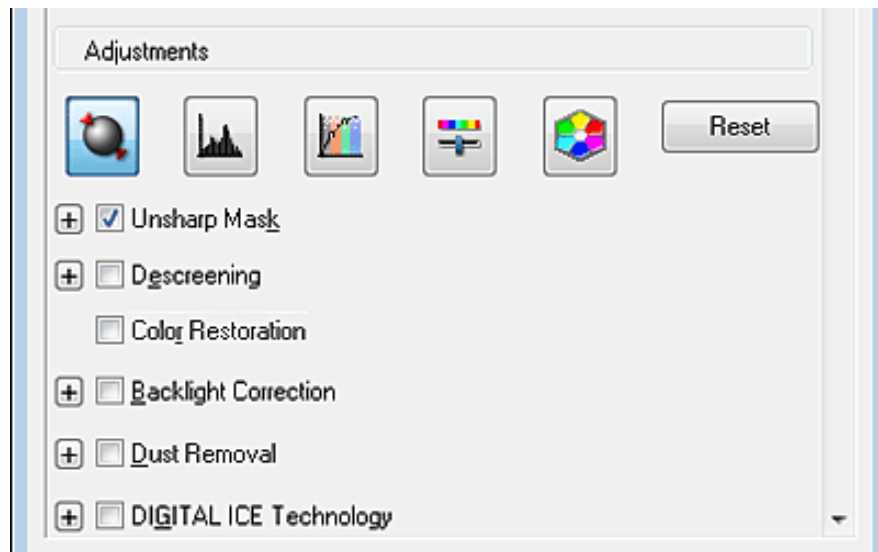 Adjustments
Reset
Unsharp Mask
Descreening
Color Restoration
Backlight Correction
Dust Removal
DIGITAL ICE Technology